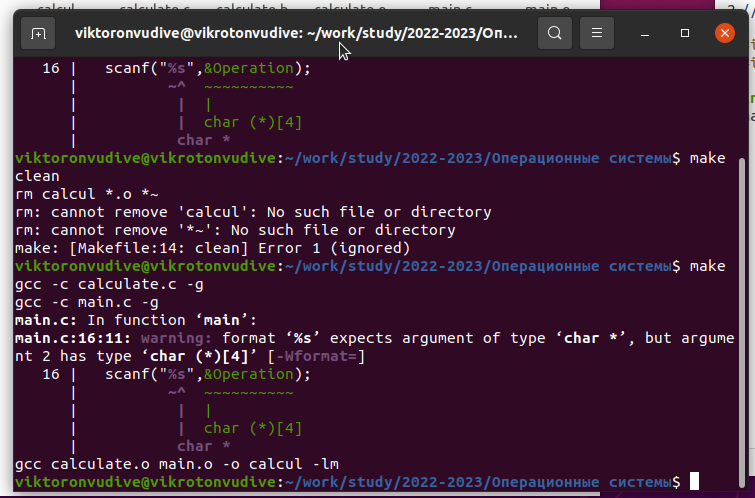 viktoronvudive@vikrotonvudive: ~/work/study/2022-2023/Оп...
16 | scanf("%s",&Operation);
| ~^ ~~~~~~~~~~
| | |
| | char (*)[4]
| char *
viktoronvudive@vikrotonvudive:~/work/study/2022-2023/Операционные системы$ make
clean
rm calcul *.o *~
rm: cannot remove 'calcul': No such file or directory
rm: cannot remove '*~': No such file or directory
make: [Makefile:14: clean] Error 1 (ignored)
viktoronvudive@vikrotonvudive:~/work/study/2022-2023/Операционные системы$ make
gcc -c calculate.c -g
gcc -c main.c -g
main.c: In function ‘main’:
main.c:16:11: warning: format ‘%s’ expects argument of type ‘char *’, but argume
nt 2 has type ‘char (*)[4]’ [-Wformat=]
16 | scanf("%s",&Operation);
| ~^ ~~~~~~~~~~
| | |
| | char (*)[4]
| char *
gcc calculate.o main.o -o calcul -lm
viktoronvudive@vikrotonvudive:~/work/study/2022-2023/Операционные системы$